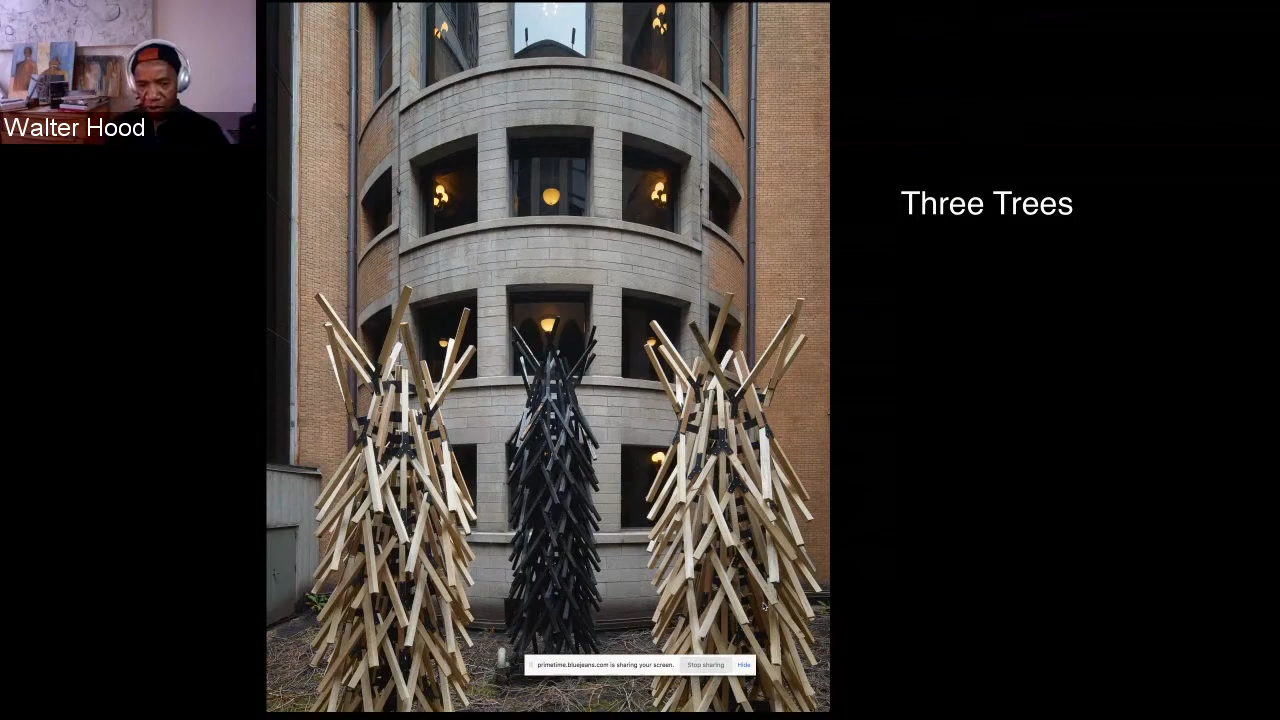 Walter Hood
Three Trees
primetime.bluejeans.com is sharing your screen.
Stop sharing
Hide